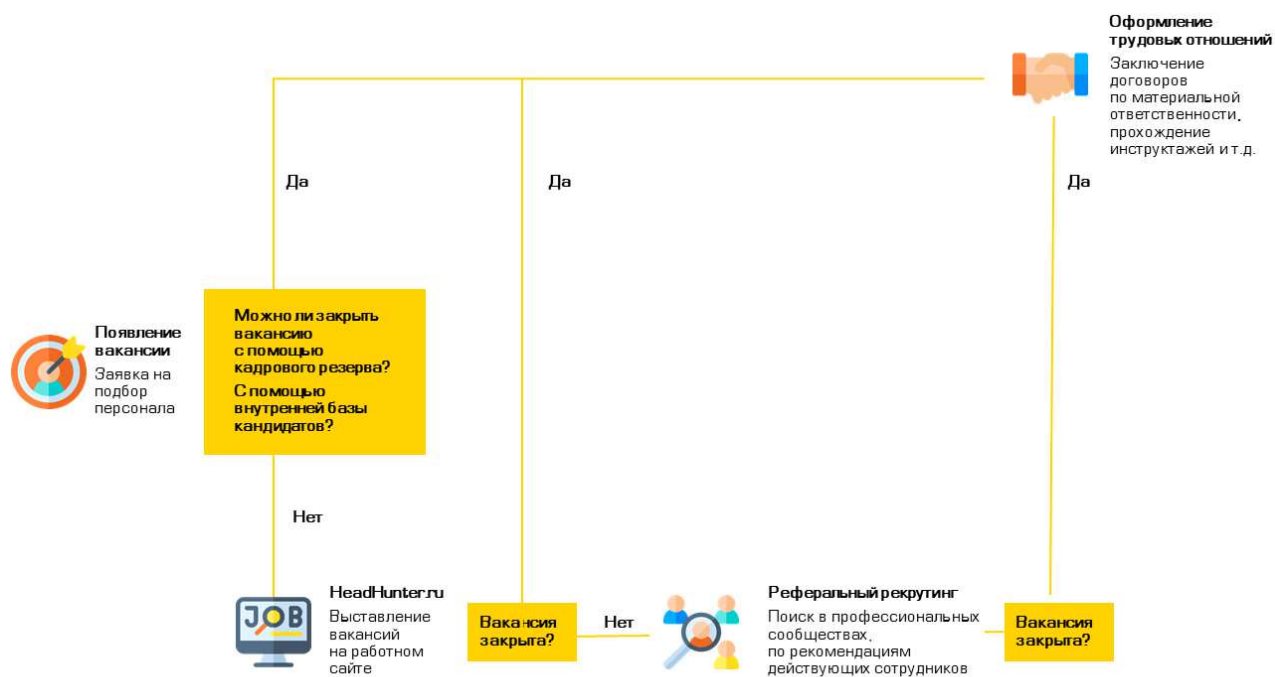 Оформление
трудовых отношений
Заключение
договоров
по материальной
ответственности,
прохождение
инструктажей и т.д.
Да
Да
Да
Появление
вакансии
Заявка на
подбор
персонала
Можно ли закрыть
вакансию
с помощью
кадрового резерва?
С помощью
внутренней базы
кандидатов?
Нет
JOB
HeadHunter.ru
Выставление
вакансий
на работном
сайте
Вакансия
закрыта?
Нет
Реферальный рекрутинг
Поиск в профессиональных
сообществах,
по рекомендациям
действующих сотрудников
Вакансия
закрыта?